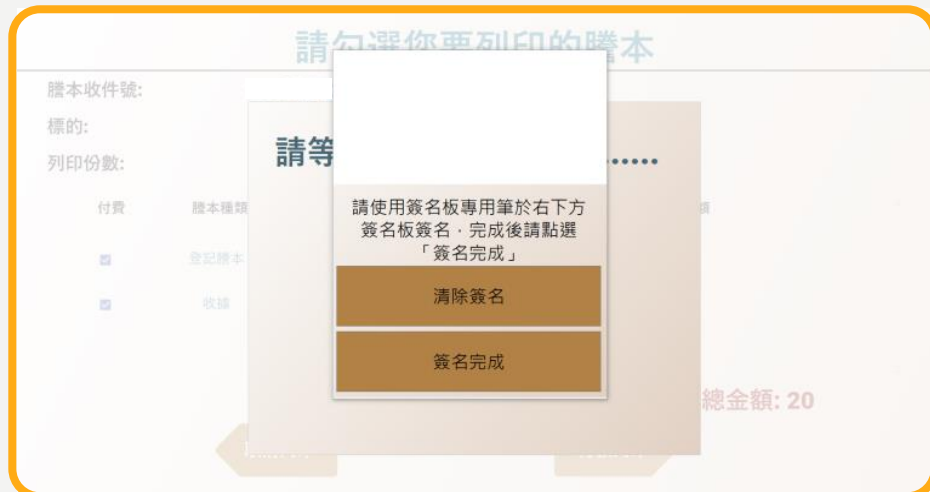 請勾選您要列印的謄本
謄本收件號:
標的:
列印份數:
請等 ......
付費 謄本種類
請使用簽名板專用筆於右下方
簽名板簽名，完成後請點選
「簽名完成」
登記謄本
清除簽名
收據
簽名完成
總金額: 20